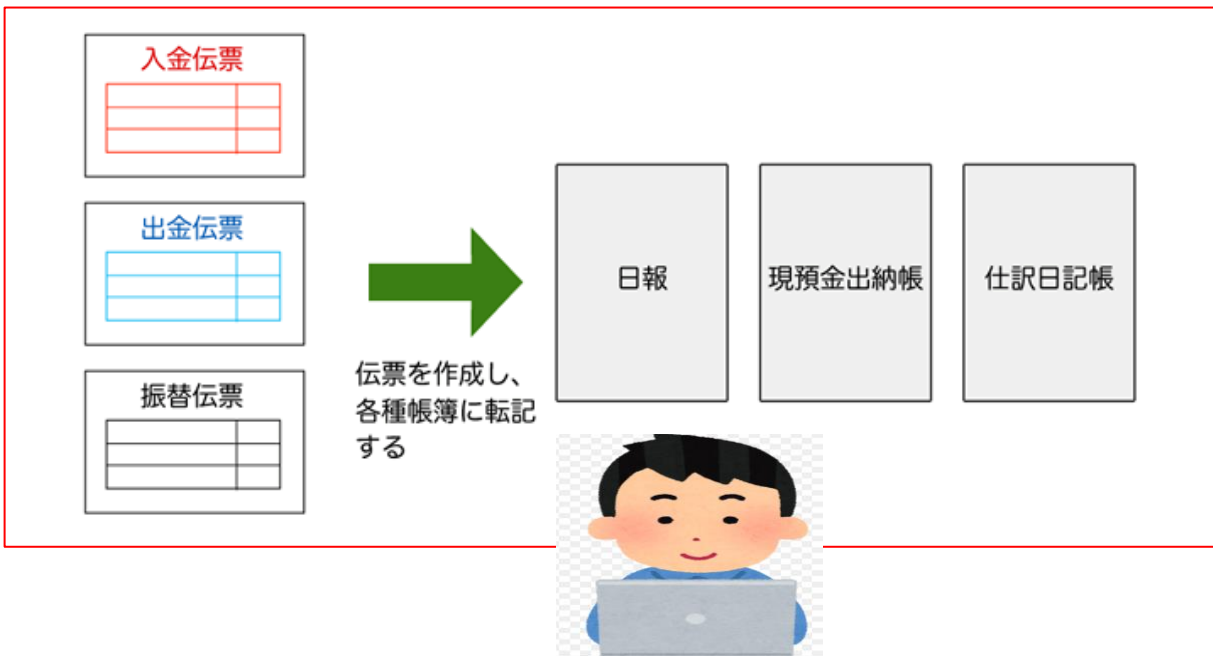 入金伝票
出金伝票
振替伝票
伝票を作成し、
各種帳簿に転記
する
日報
現預金出納帳
仕訳日記帳